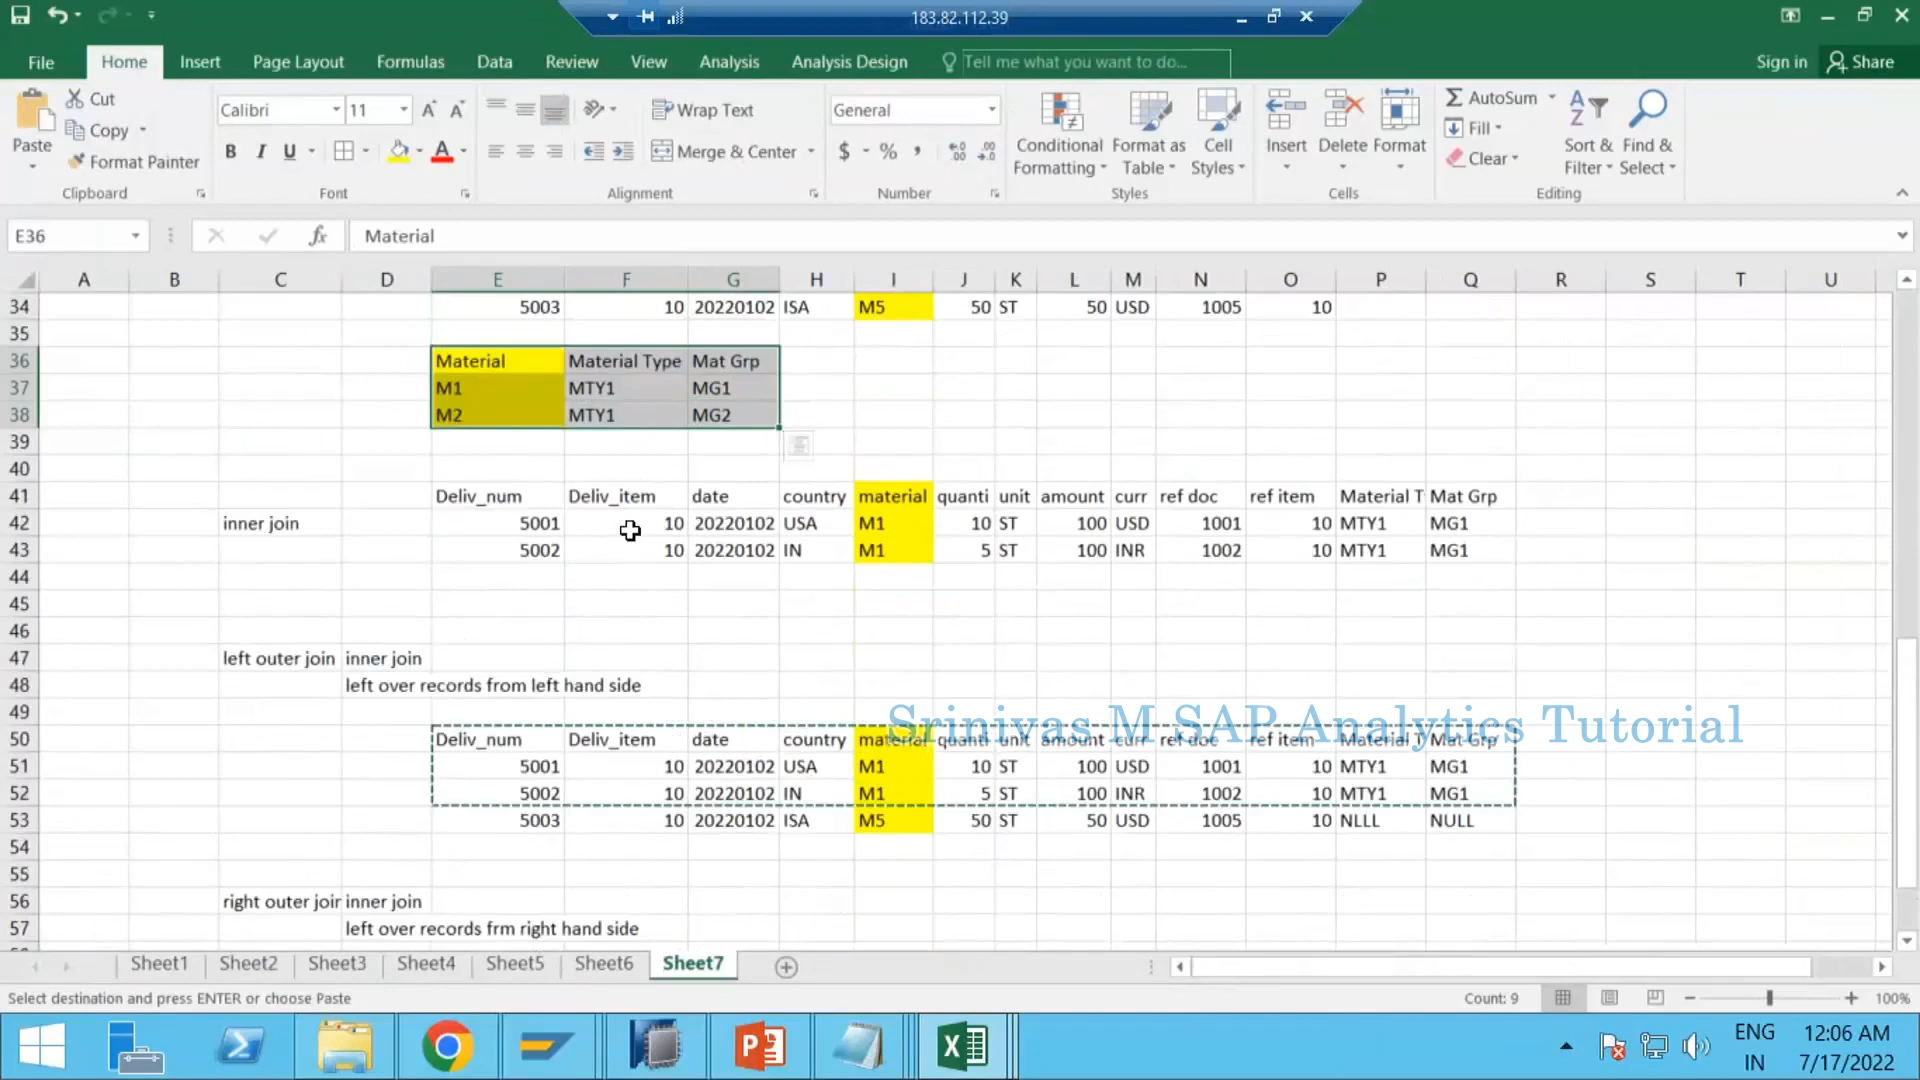 183.82.112.39
File Home Insert Page Layout Formulas Data Review View Analysis Analysis Design Tell me what you want to do... Sign in Share
Cut Calibri 11 Wrap Text General AutoSum
Copy Fill
Paste Format Painter B I U Merge & Center $ % Conditional Formatting Format as Table Cell Styles Insert Delete Format Clear Sort & Filter Find & Select
Clipboard Font Alignment Number Styles Cells Editing
E36 fx Material
A B C D E F G H I J K L M N O P Q R S T U
34 5003 10 20220102 ISA M5 50 ST 50 USD 1005 10
35
36 Material Material Type Mat Grp
37 M1 MTY1 MG1
38 M2 MTY1 MG2
39
40
41 Deliv_num Deliv_item date country material quanti unit amount curr ref doc ref item Material T Mat Grp
42 inner join 5001 10 20220102 USA M1 10 ST 100 USD 1001 10 MTY1 MG1
43 5002 10 20220102 IN M1 5 ST 100 INR 1002 10 MTY1 MG1
44
45
46
47 left outer join inner join
48 left over records from left hand side
49
Srinivas M SAP Analytics Tutorial
50 Deliv_num Deliv_item date country material quanti unit amount curr ref doc ref item Material T Mat Grp
51 5001 10 20220102 USA M1 10 ST 100 USD 1001 10 MTY1 MG1
52 5002 10 20220102 IN M1 5 ST 100 INR 1002 10 MTY1 MG1
53 5003 10 20220102 ISA M5 50 ST 50 USD 1005 10 NLLL NULL
54
55
56 right outer joir inner join
57 left over records frm right hand side
Sheet1 Sheet2 Sheet3 Sheet4 Sheet5 Sheet6 Sheet7
Select destination and press ENTER or choose Paste Count: 9 100%
ENG 12:06 AM
IN 7/17/2022